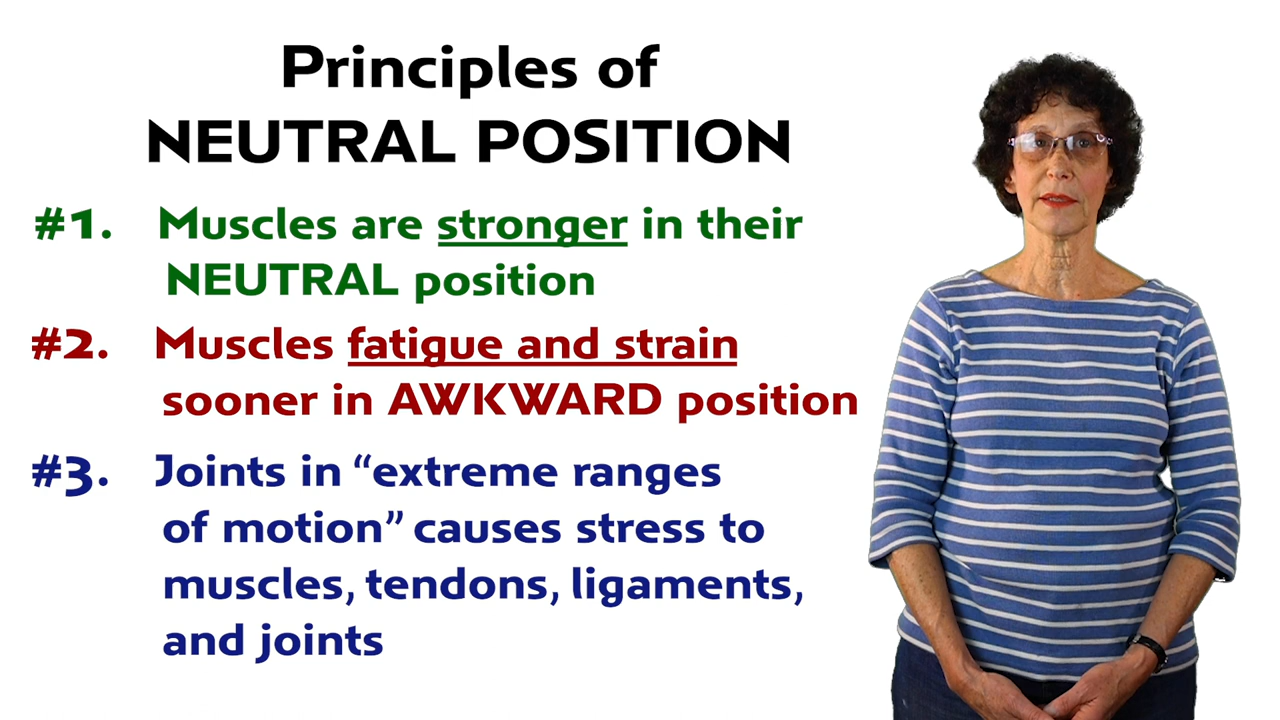 Principles of
NEUTRAL POSITION
#1. Muscles are stronger in their
NEUTRAL position
#2. Muscles fatigue and strain
sooner in AWKWARD position
#3. Joints in “extreme ranges
of motion” causes stress to
muscles, tendons, ligaments,
and joints